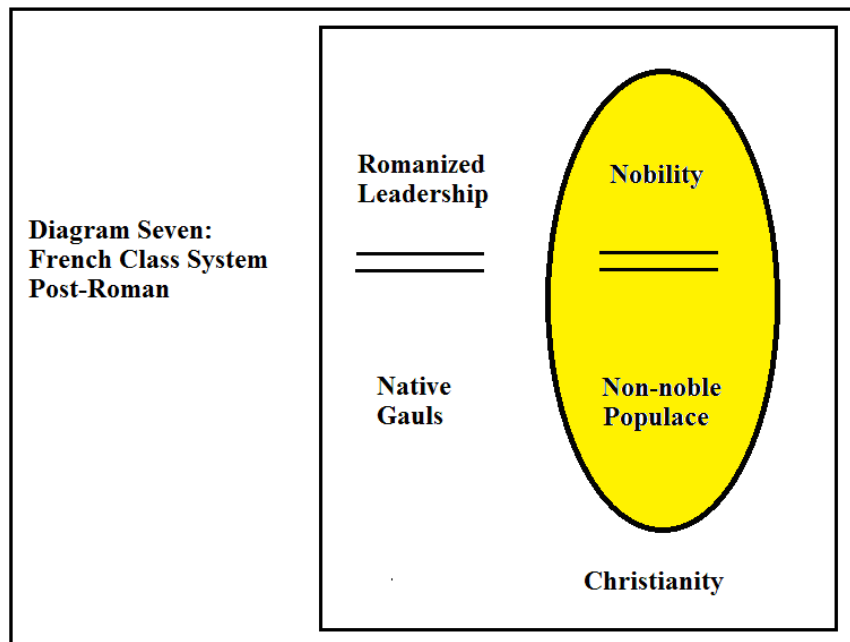 Diagram Seven:
French Class System
Post-Roman
Romanized
Leadership
Nobility
Native
Gauls
Non-noble
Populace
Christianity